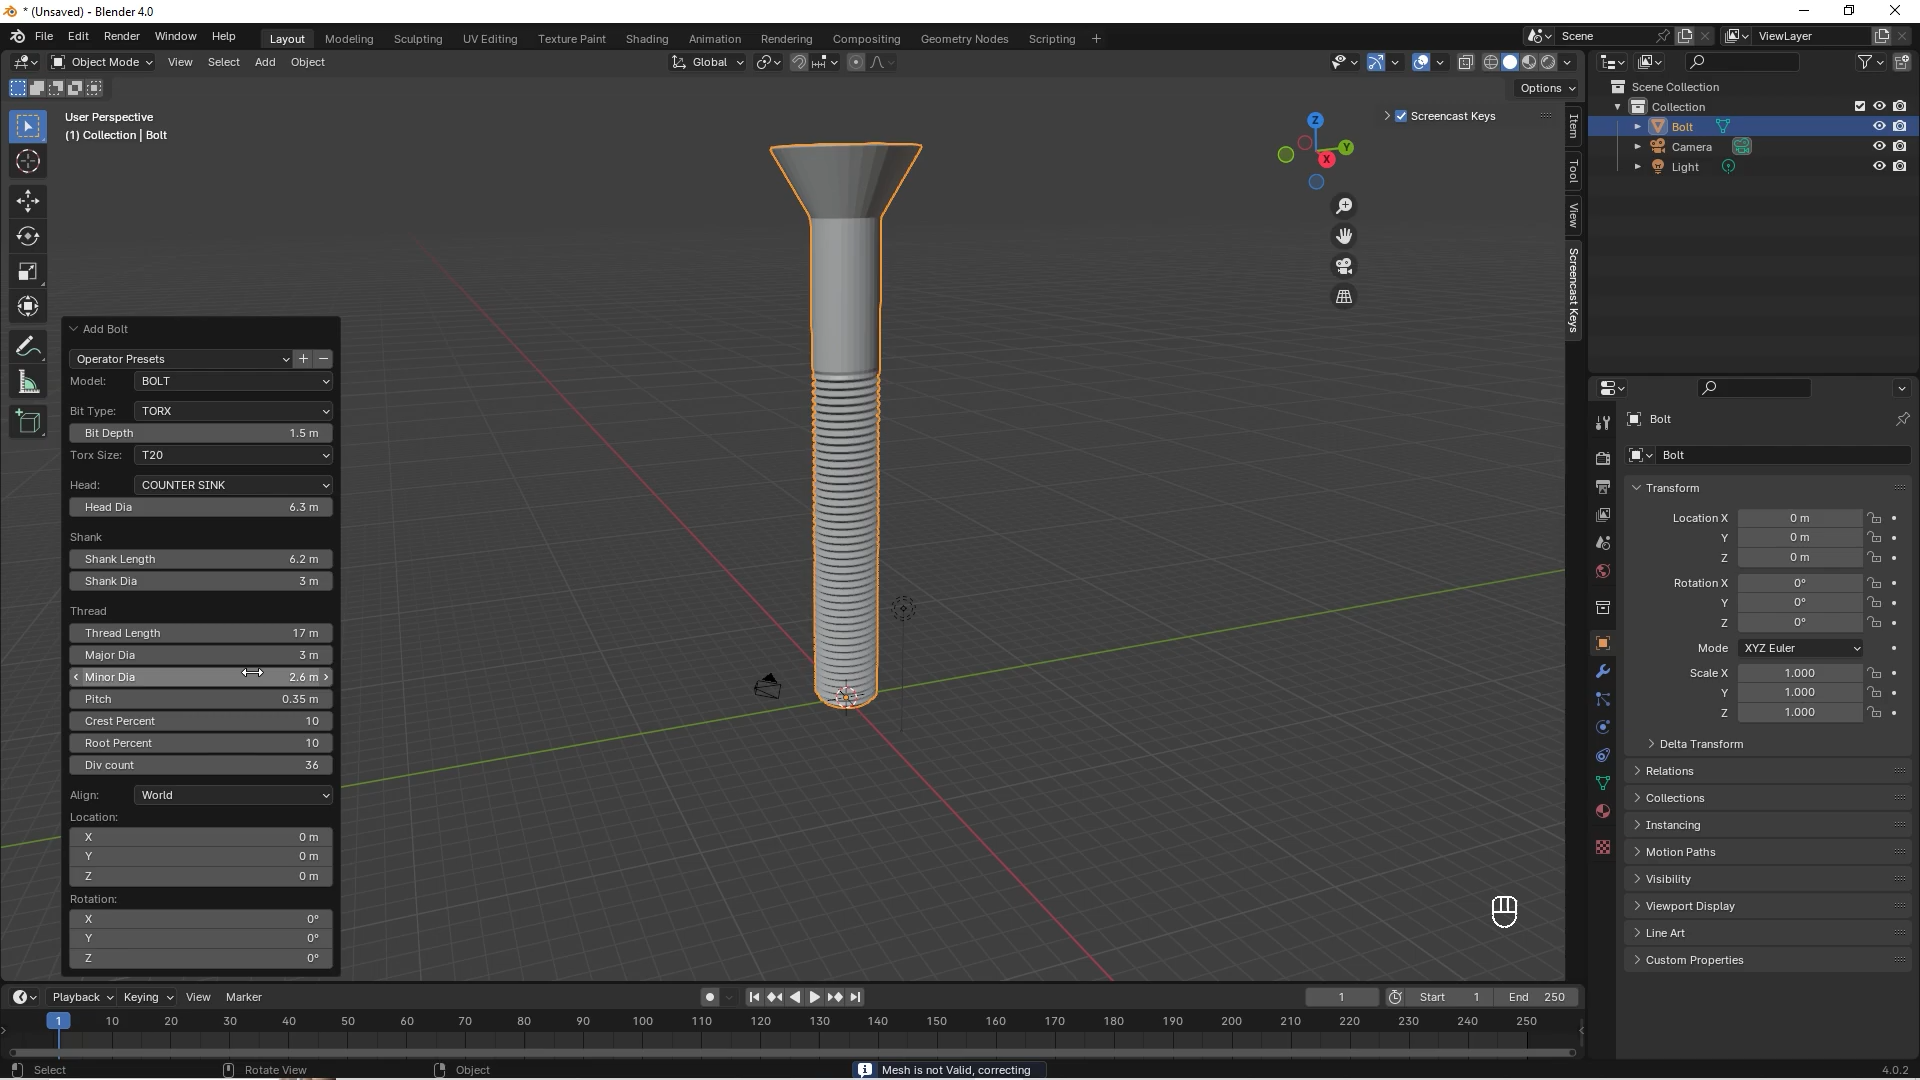 * (Unsaved) - Blender 4.0
File Edit Render Window Help Layout Modeling Sculpting UV Editing Texture Paint Shading Animation Rendering Compositing Geometry Nodes Scripting + Scene ViewLayer
Object Mode View Select Add Object Global
Options
User Perspective
(1) Collection | Bolt
Screencast Keys
Z
Y
X
Item
Tool
View
Screencast Keys
Add Bolt
Operator Presets
Model: BOLT
Bit Type: TORX
Bit Depth 1.5 m
Torx Size: T20
Head: COUNTER SINK
Head Dia 6.3 m
Shank
Shank Length 6.2 m
Shank Dia 3 m
Thread
Thread Length 17 m
Major Dia 3 m
Minor Dia 2.6 m
Pitch 0.35 m
Crest Percent 10
Root Percent 10
Div count 36
Align: World
Location:
X 0 m
Y 0 m
Z 0 m
Rotation:
X 0°
Y 0°
Z 0°
Scene Collection
Collection
Bolt
Camera
Light
Bolt
Bolt
Transform
Location X 0 m
Y 0 m
Z 0 m
Rotation X 0°
Y 0°
Z 0°
Mode XYZ Euler
Scale X 1.000
Y 1.000
Z 1.000
Delta Transform
Relations
Collections
Instancing
Motion Paths
Visibility
Viewport Display
Line Art
Custom Properties
Playback Keying View Marker 1 Start 1 End 250
1 10 20 30 40 50 60 70 80 90 100 110 120 130 140 150 160 170 180 190 200 210 220 230 240 250
Select Rotate View Object Mesh is not Valid, correcting 4.0.2